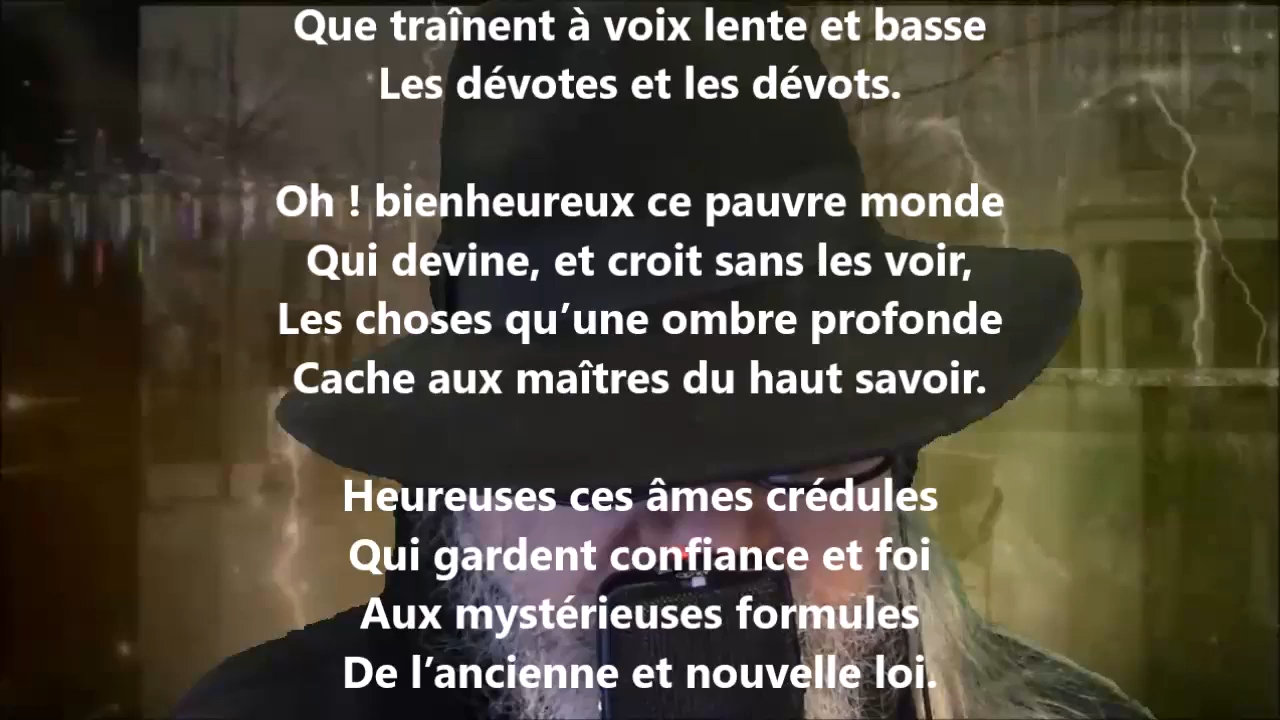 Que traînent à voix lente et basse
Les dévotes et les dévots.
Oh ! bienheureux ce pauvre monde
Qui devine, et croit sans les voir,
Les choses qu’une ombre profonde
Cache aux maîtres du haut savoir.
Heureuses ces âmes crédules
Qui gardent confiance et foi
Aux mystérieuses formules
De l’ancienne et nouvelle loi.